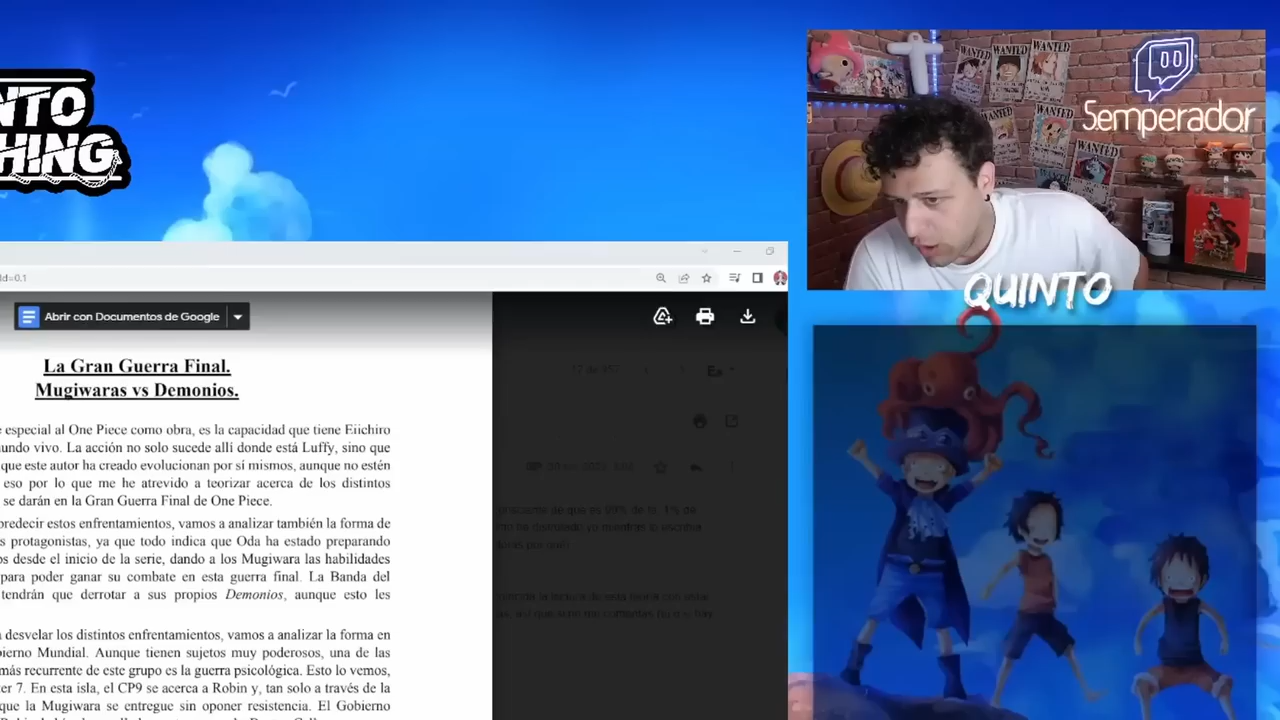 NTO
HING
WANTED
WANTED
WANTED
WANTED
WANTED
WANTED
5emperador
QUINTO
ld=0.1
Abrir con Documentos de Google
La Gran Guerra Final.
Mugiwaras vs Demonios.
e especial al One Piece como obra, es la capacidad que tiene Eiichiro
undo vivo. La acción no solo sucede allí donde está Luffy, sino que
que este autor ha creado evolucionan por sí mismos, aunque no estén
eso por lo que me he atrevido a teorizar acerca de los distintos
se darán en la Gran Guerra Final de One Piece.
predecir estos enfrentamientos, vamos a analizar también la forma de
s protagonistas, ya que todo indica que Oda ha estado preparando
os desde el inicio de la serie, dando a los Mugiwara las habilidades
para poder ganar su combate en esta guerra final. La Banda del
tendrán que derrotar a sus propios Demonios, aunque esto les
a desvelar los distintos enfrentamientos, vamos a analizar la forma en
bierno Mundial. Aunque tienen sujetos muy poderosos, una de las
más recurrente de este grupo es la guerra psicológica. Esto lo vemos,
ter 7. En esta isla, el CP9 se acerca a Robin y, tan solo a través de la
que la Mugiwara se entregue sin oponer resistencia. El Gobierno